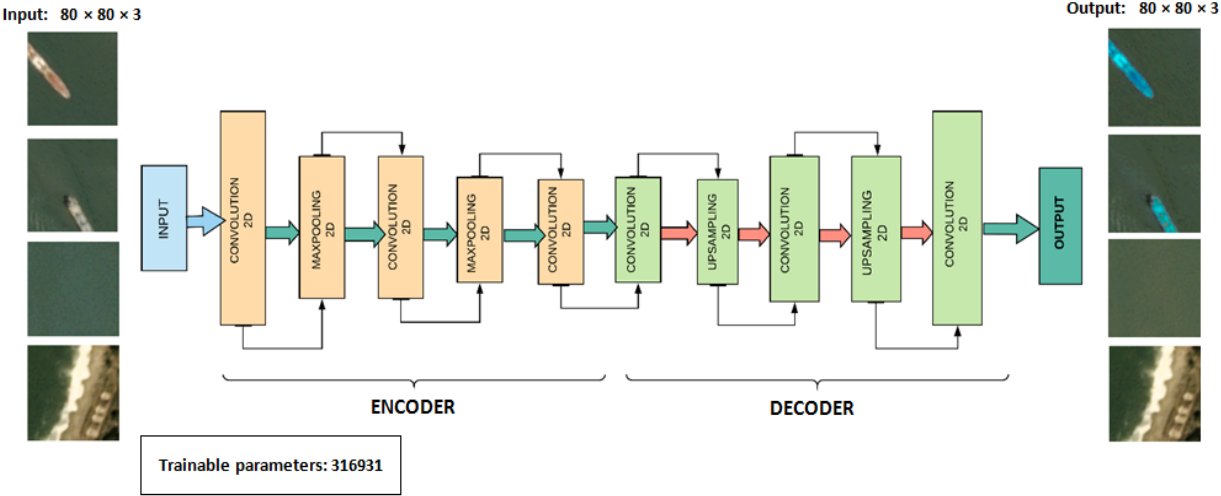 Input: 80 × 80 × 3
Output: 80 × 80 × 3
INPUT
CONVOLUTION
2D
MAXPOOLING
2D
CONVOLUTION
2D
MAXPOOLING
2D
CONVOLUTION
2D
CONVOLUTION
2D
UPSAMPLING
2D
CONVOLUTION
2D
UPSAMPLING
2D
CONVOLUTION
2D
OUTPUT
ENCODER
DECODER
Trainable parameters: 316931